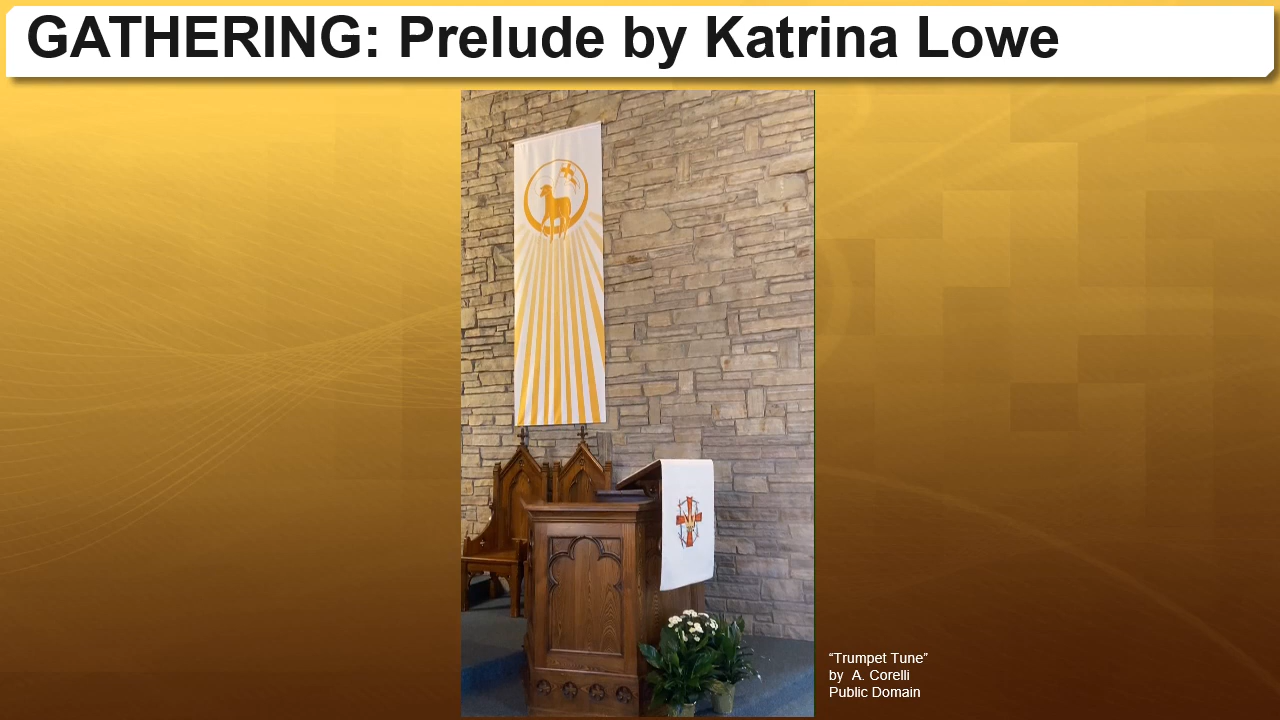 GATHERING: Prelude by Katrina Lowe
“Trumpet Tune”
by  A. Corelli
Public Domain